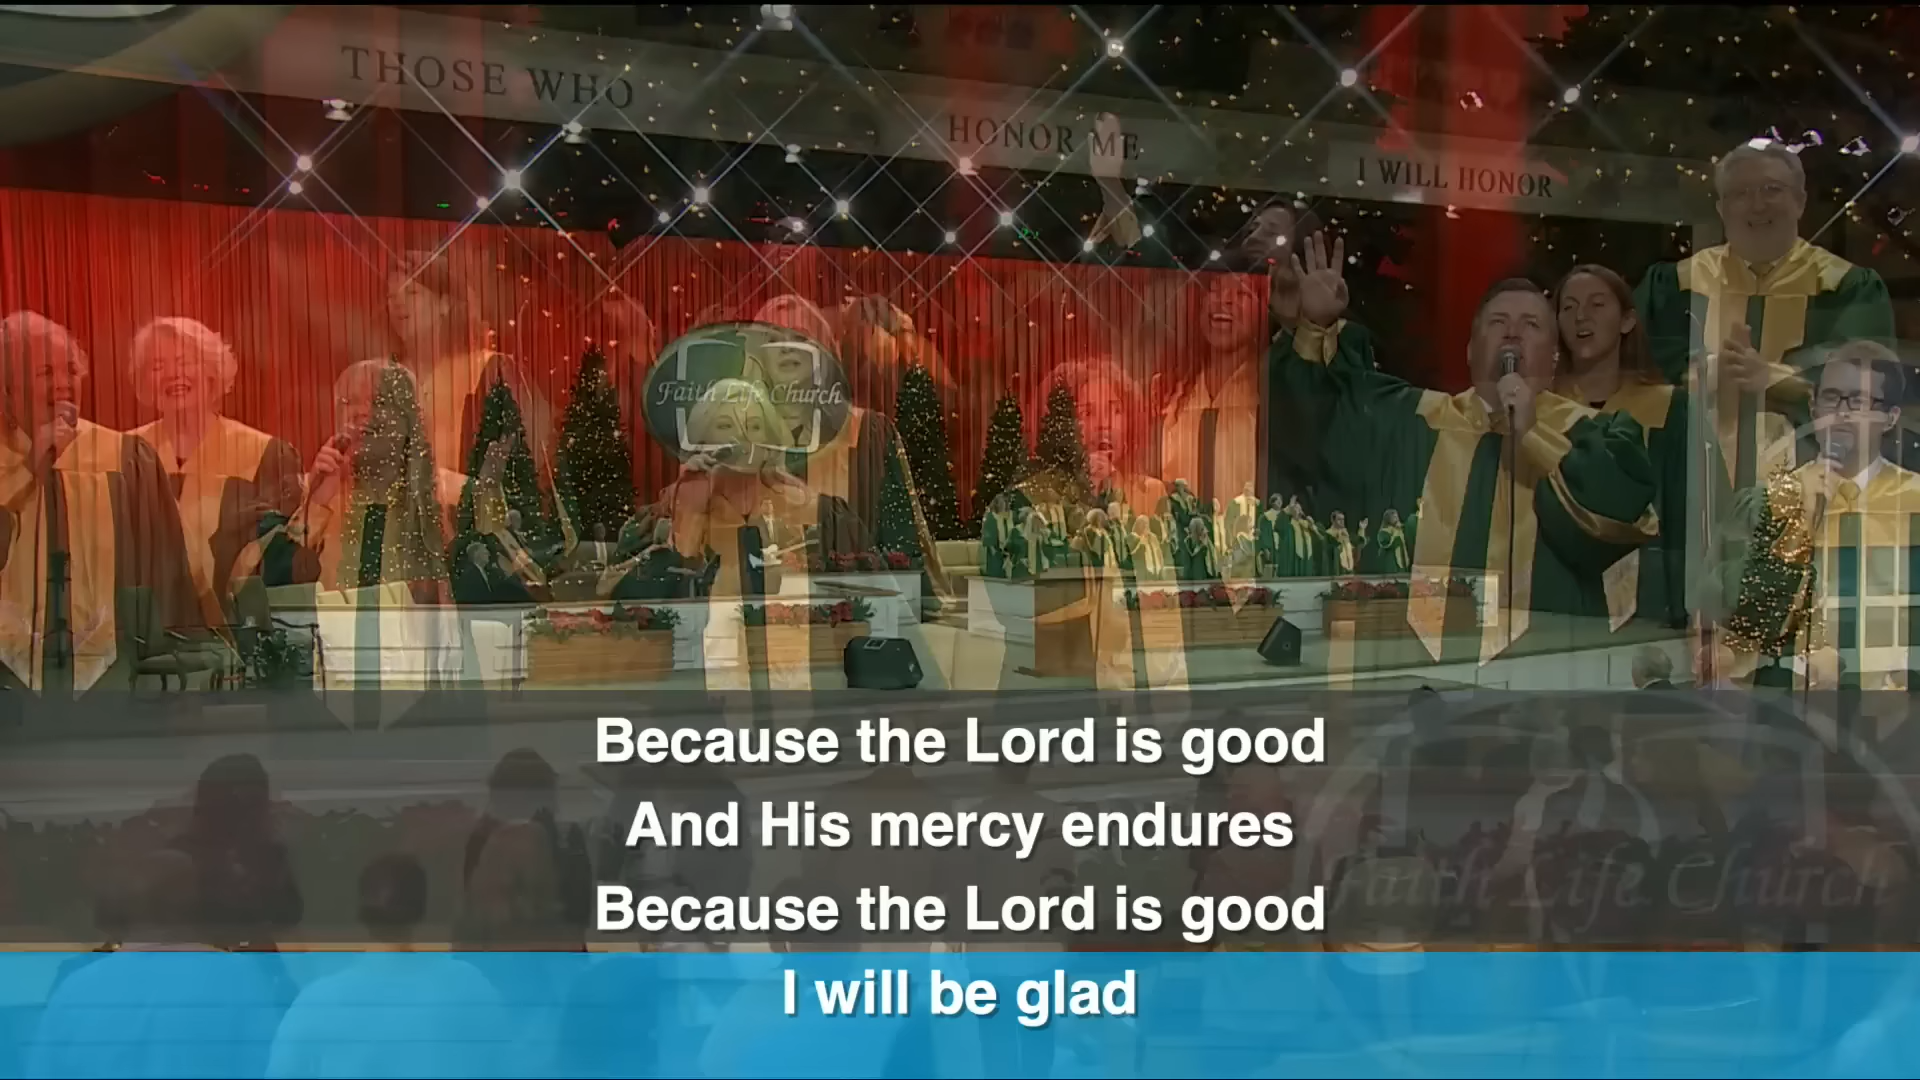 THOSE WHO
HONOR ME
I WILL HONOR
Faith Life Church
Because the Lord is good
And His mercy endures
Because the Lord is good
Faith Life Church
I will be glad